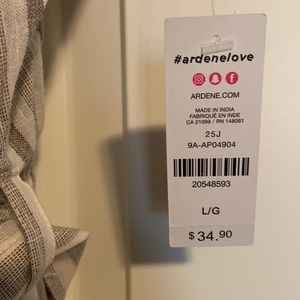 #ardenelove
ARDENE.COM
MADE IN INDIA
FABRIQUÉ EN INDE
CA 21099 / RN 148061
25J
9A-AP04904
20548593
L/G
$ 34.90